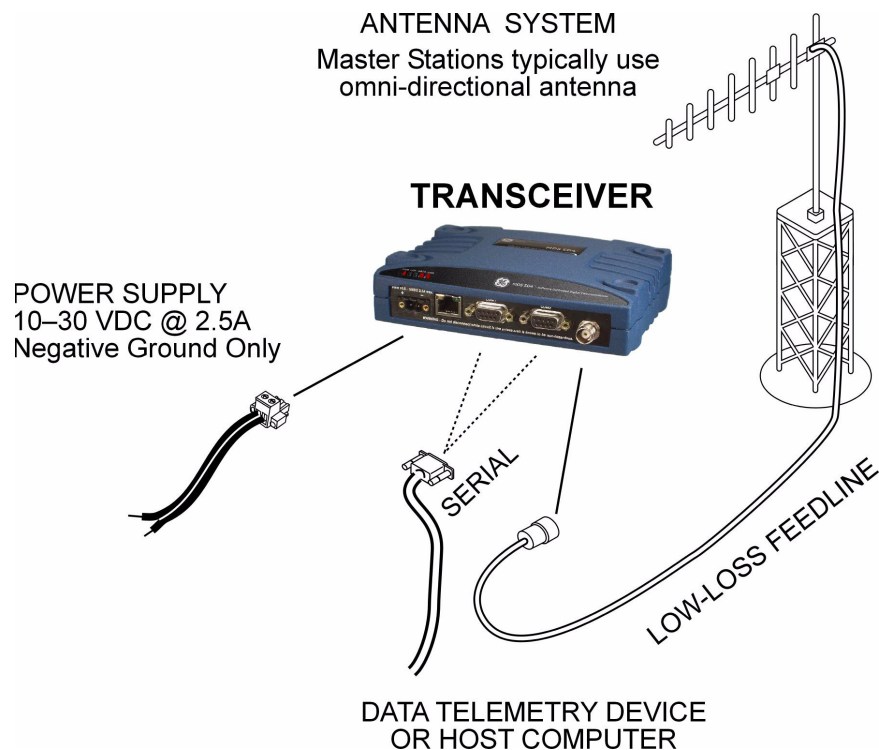 ANTENNA SYSTEM
Master Stations typically use
omni-directional antenna
TRANSCEIVER
POWER SUPPLY
10–30 VDC @ 2.5A
Negative Ground Only
SERIAL
LOW-LOSS FEEDLINE
DATA TELEMETRY DEVICE
OR HOST COMPUTER